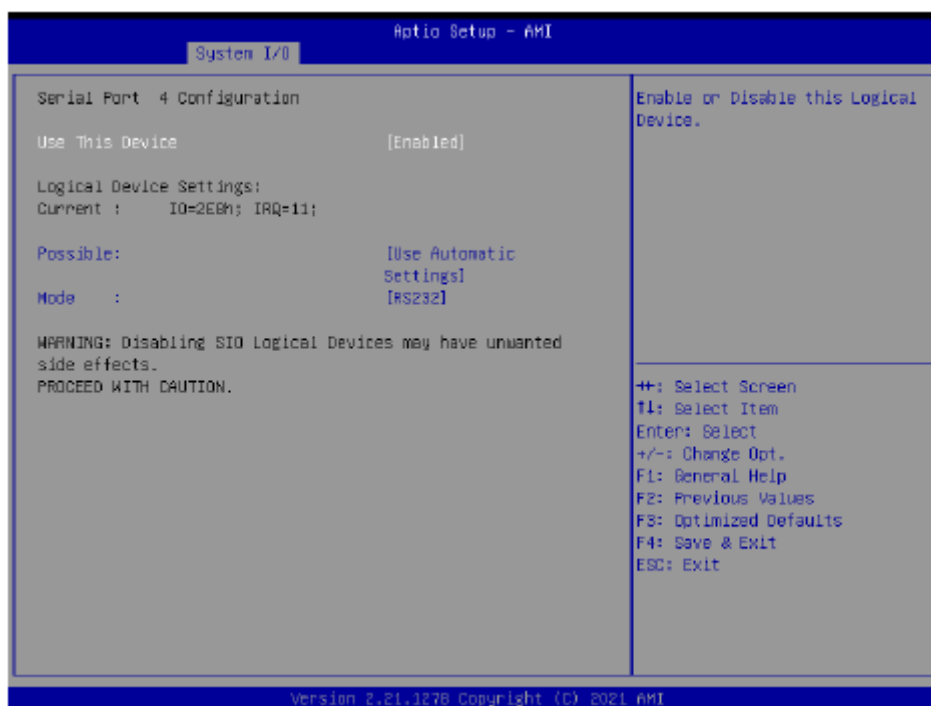 Aptio Setup - AMI
System I/O
Serial Port 4 Configuration
Use This Device [Enabled]
Logical Device Settings:
Current : IO=2E8h; IRQ=11;
Possible: [Use Automatic
Settings]
Mode : [RS232]
WARNING: Disabling SIO Logical Devices may have unwanted
side effects.
PROCEED WITH CAUTION.
Enable or Disable this Logical
Device.
→←: Select Screen
↑↓: Select Item
Enter: Select
+/-: Change Opt.
F1: General Help
F2: Previous Values
F3: Optimized Defaults
F4: Save & Exit
ESC: Exit
Version 2.21.1278 Copyright (C) 2021 AMI